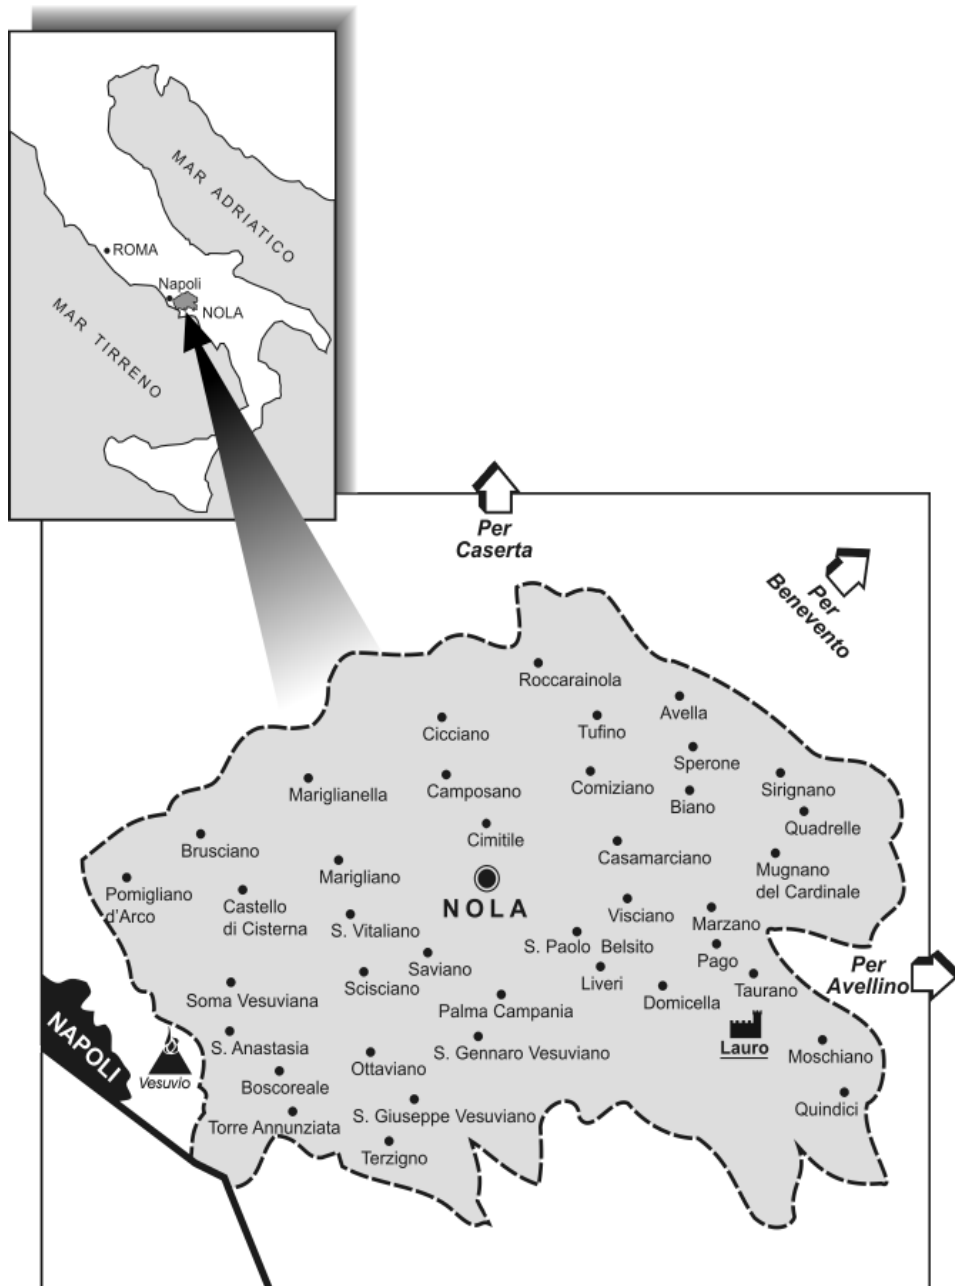 MAR ADRIATICO
ROMA
Napoli
NOLA
MAR TIRRENO
Per
Caserta
Per
Benevento
Roccarainola
Avella
Cicciano
Tufino
Sperone
Mariglianella
Camposano
Comiziano
Sirignano
Biano
Quadrelle
Cimitile
Brusciano
Casamarciano
Marigliano
Mugnano
del Cardinale
Pomigliano
d'Arco
Castello
di Cisterna
NOLA
Visciano
S. Vitaliano
Marzano
S. Paolo Belsito
Saviano
Pago
Per
Avellino
Scisciano
Liveri
Taurano
Soma Vesuviana
Domicella
Palma Campania
NAPOLI
S. Anastasia
S. Gennaro Vesuviano
Lauro
Moschiano
Ottaviano
Vesuvio
Boscoreale
Quindici
S. Giuseppe Vesuviano
Torre Annunziata
Terzigno